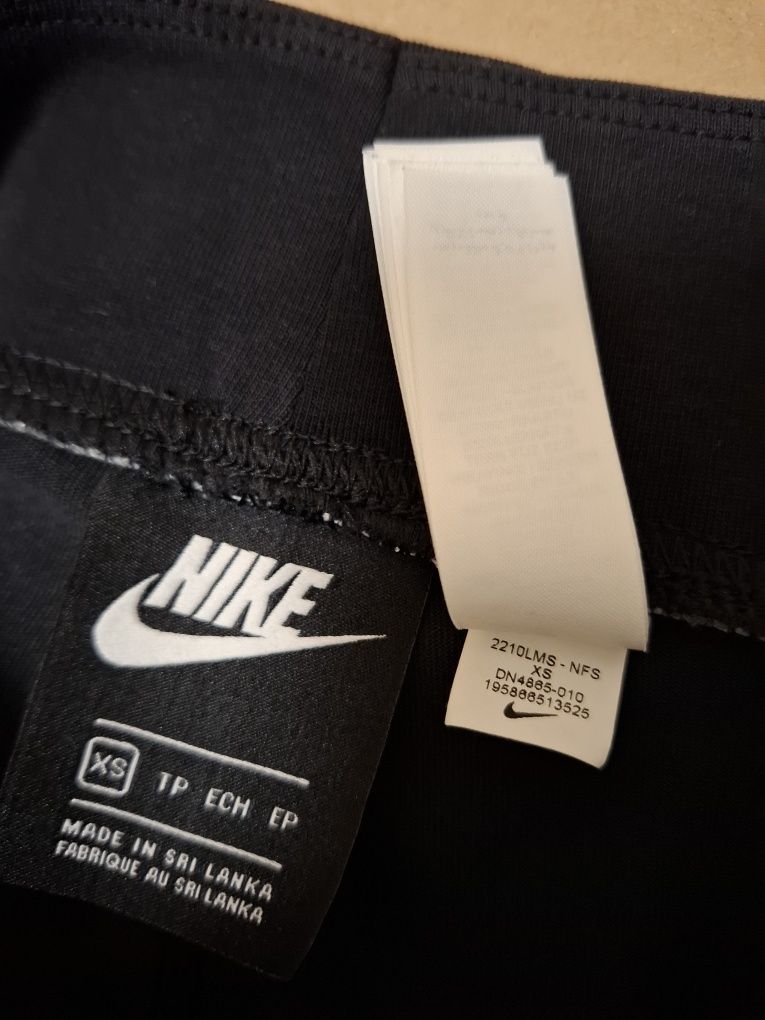 NIKE
XS TP ECH EP
MADE IN SRI LANKA
FABRIQUE AU SRI LANKA
2210LMS - NFS
XS
DN4865-010
195866513525